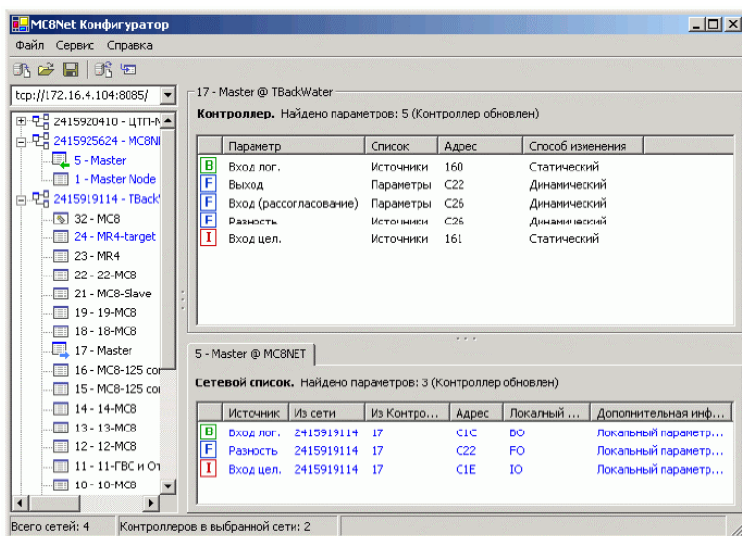 MC8Net Конфигуратор
Файл Сервис Справка
tcp://172.16.4.104:8085/
2415920410 - ЦТП-М
2415925624 - MC8NI
5 - Master
1 - Master Node
2415919114 - TBack
32 - MC8
24 - MR4-target
23 - MR4
22 - 22-MC8
21 - MC8-Slave
19 - 19-MC8
18 - 18-MC8
17 - Master
16 - MC8-125 cor
15 - MC8-125 cor
14 - 14-MC8
13 - 13-MC8
12 - 12-MC8
11 - 11-ГВС и От
10 - 10-MC8
17 - Master @ TBackWater
Контроллер. Найдено параметров: 5 (Контроллер обновлен)
Параметр Список Адрес Способ изменения
B Вход лог. Источники 160 Статический
F Выход Параметры C22 Динамический
F Вход (рассогласование) Параметры C26 Динамический
F Разность Источники C26 Динамический
I Вход цел. Источники 161 Статический
5 - Master @ MC8NET
Сетевой список. Найдено параметров: 3 (Контроллер обновлен)
Источник Из сети Из Контро... Адрес Локалный ... Дополнительная инф...
B Вход лог. 2415919114 17 C1C BO Локальный параметр...
F Разность 2415919114 17 C22 FO Локальный параметр...
I Вход цел. 2415919114 17 C1E IO Локальный параметр...
Всего сетей: 4 Контроллеров в выбранной сети: 2